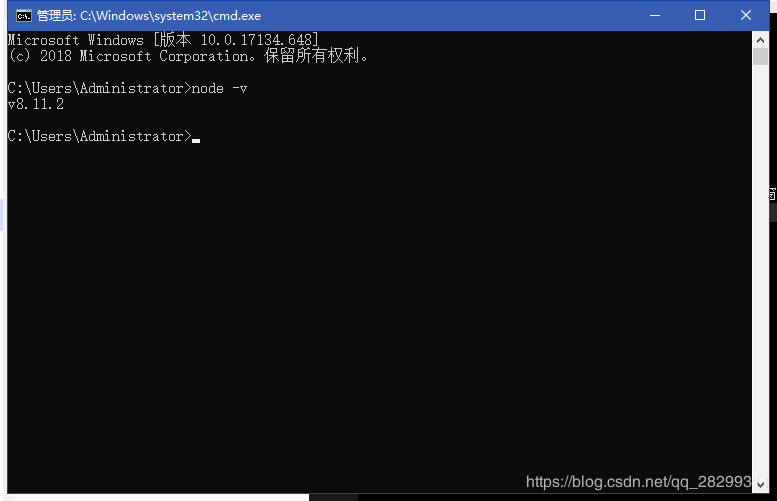 管理员: C:\Windows\system32\cmd.exe
Microsoft Windows [版本 10.0.17134.648]
(c) 2018 Microsoft Corporation。保留所有权利。
C:\Users\Administrator>node -v
v8.11.2
C:\Users\Administrator>
https://blog.csdn.net/qq_282993